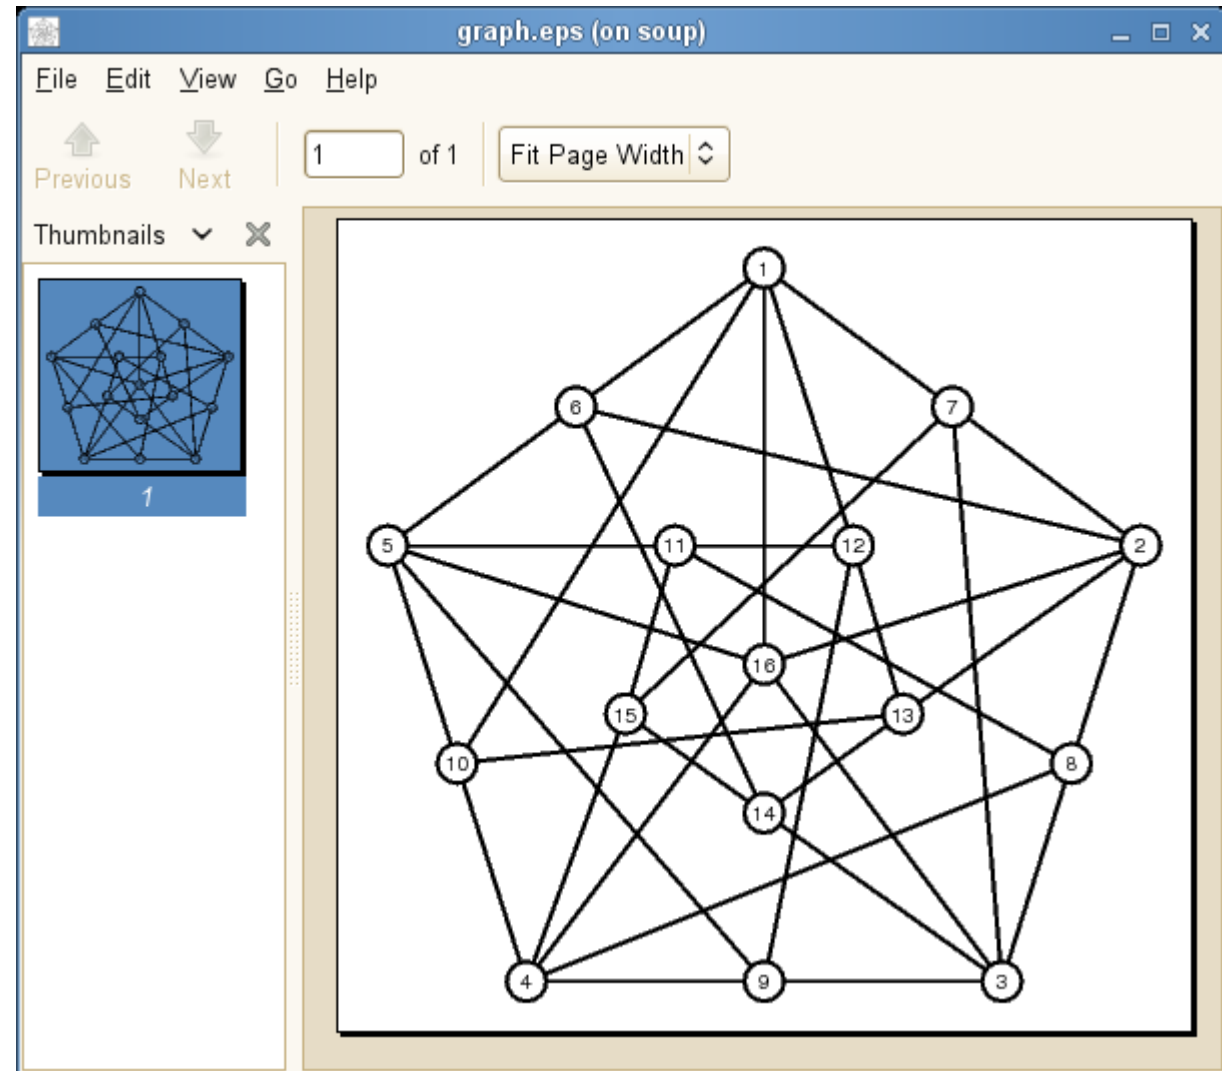 graph.eps (on soup)
File Edit View Go Help
Previous Next 1 of 1 Fit Page Width
Thumbnails
1
1
6 7
5 11 12 2
16
15 13
10 8
14
4 9 3